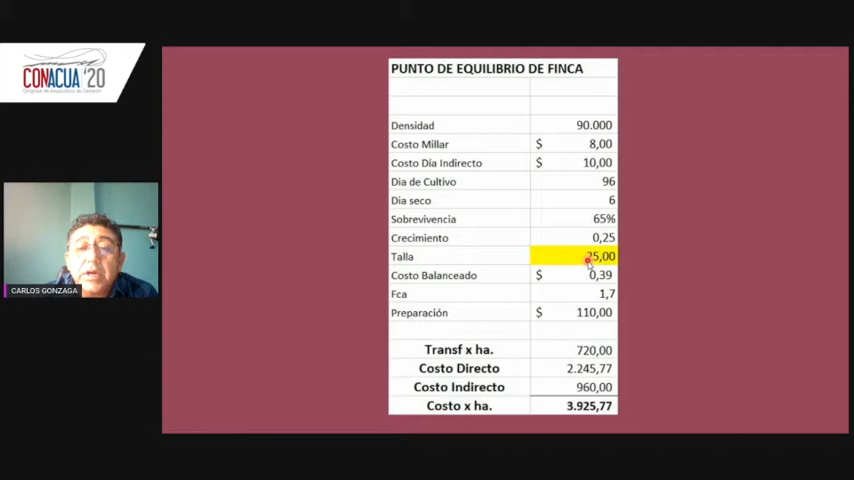 CONACUA '20
PUNTO DE EQUILIBRIO DE FINCA
Densidad 90.000
Costo Millar $ 8,00
Costo Día Indirecto $ 10,00
Dia de Cultivo 96
Dia seco 6
Sobrevivencia 65%
Crecimiento 0,25
Talla 25,00
Costo Balanceado $ 0,39
Fca 1,7
Preparación $ 110,00
Transf x ha. 720,00
Costo Directo 2.245,77
Costo Indirecto 960,00
Costo x ha. 3.925,77
CARLOS GONZAGA